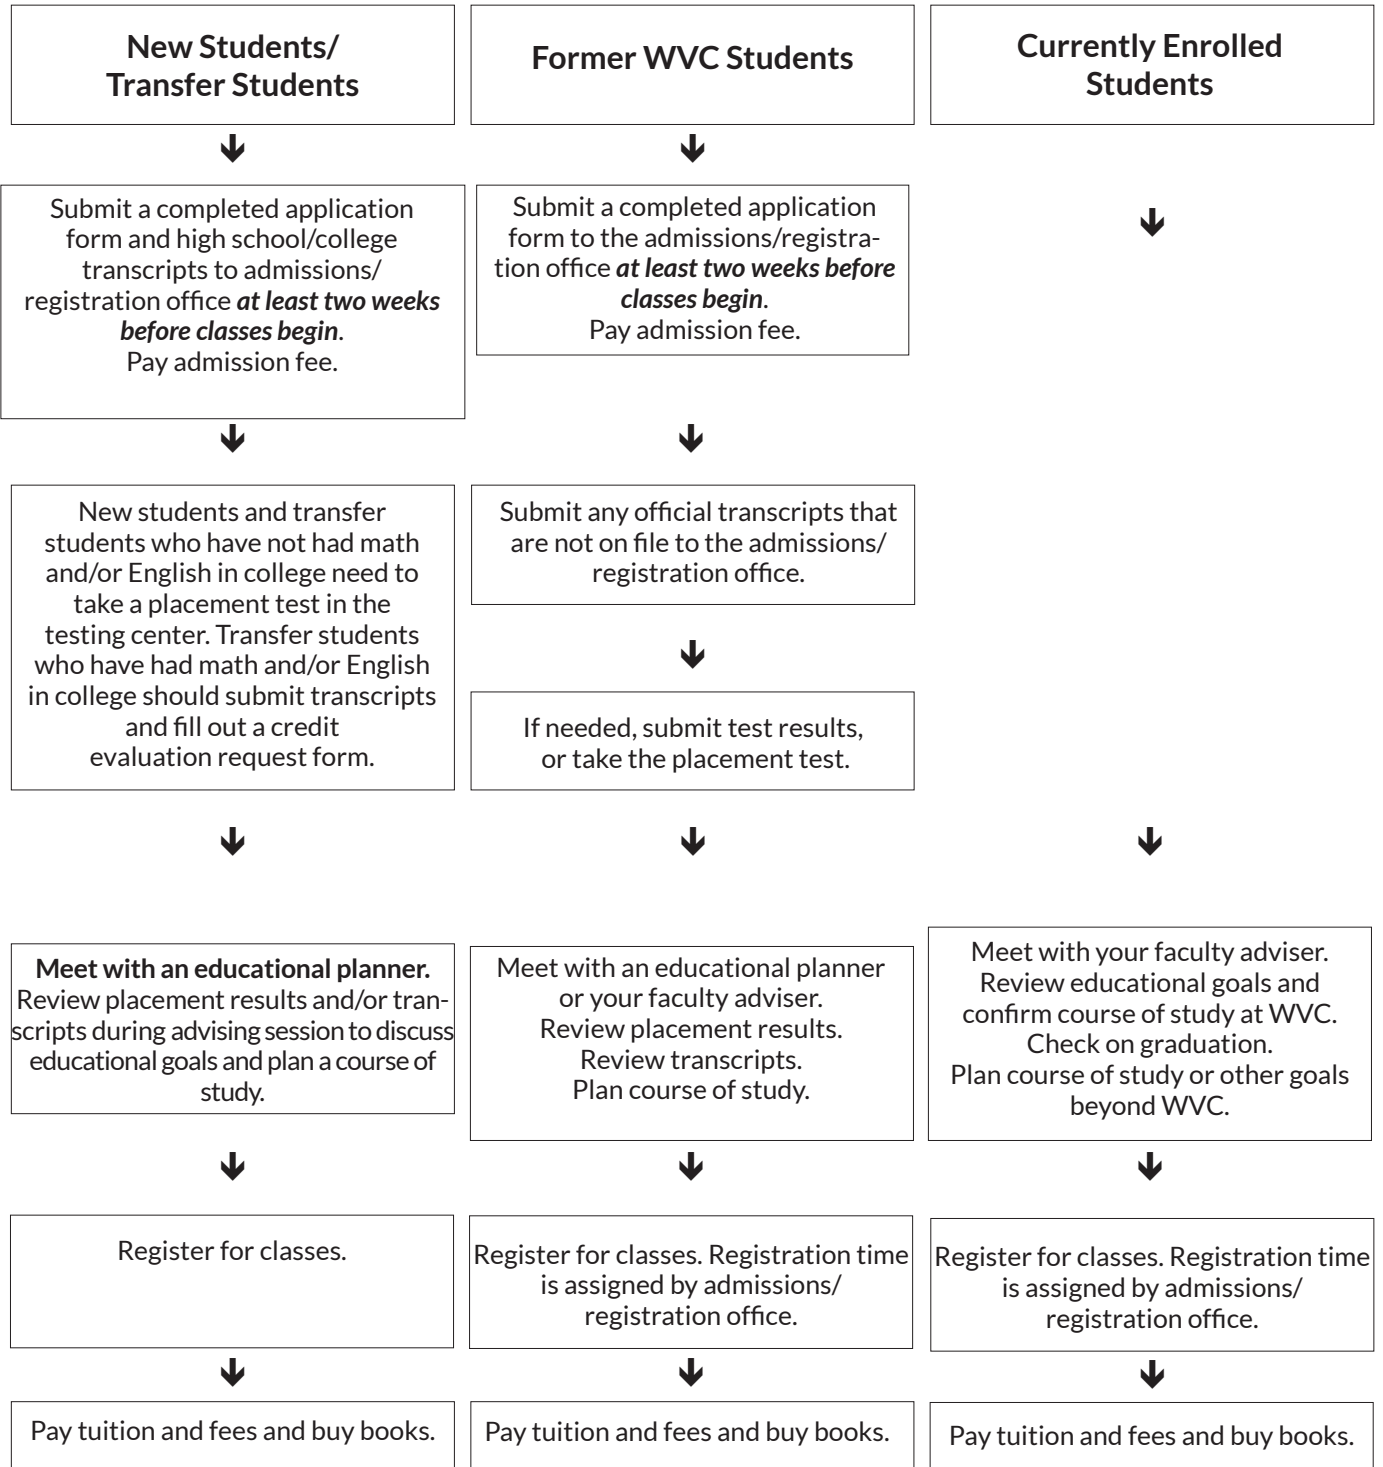 New Students/
Transfer Students
Former WVC Students
Currently Enrolled
Students
Submit a completed application
form and high school/college
transcripts to admissions/
registration office at least two weeks
before classes begin.
Pay admission fee.
Submit a completed application
form to the admissions/registra-
tion office at least two weeks before
classes begin.
Pay admission fee.
New students and transfer
students who have not had math
and/or English in college need to
take a placement test in the
testing center. Transfer students
who have had math and/or English
in college should submit transcripts
and fill out a credit
evaluation request form.
Submit any official transcripts that
are not on file to the admissions/
registration office.
If needed, submit test results,
or take the placement test.
Meet with an educational planner.
Review placement results and/or tran-
scripts during advising session to discuss
educational goals and plan a course of
study.
Meet with an educational planner
or your faculty adviser.
Review placement results.
Review transcripts.
Plan course of study.
Meet with your faculty adviser.
Review educational goals and
confirm course of study at WVC.
Check on graduation.
Plan course of study or other goals
beyond WVC.
Register for classes.
Register for classes. Registration time
is assigned by admissions/
registration office.
Register for classes. Registration time
is assigned by admissions/
registration office.
Pay tuition and fees and buy books.
Pay tuition and fees and buy books.
Pay tuition and fees and buy books.